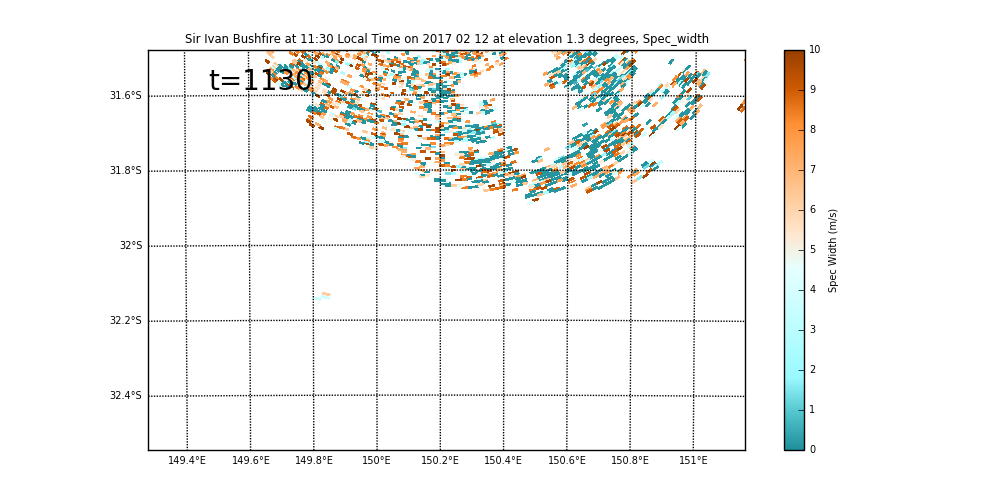 Sir Ivan Bushfire at 11:30 Local Time on 2017 02 12 at elevation 1.3 degrees, Spec_width
t=1130
31.6°S
31.8°S
32°S
32.2°S
32.4°S
149.4°E 149.6°E 149.8°E 150°E 150.2°E 150.4°E 150.6°E 150.8°E 151°E
10
9
8
7
6
5
4
3
2
1
0
Spec Width (m/s)